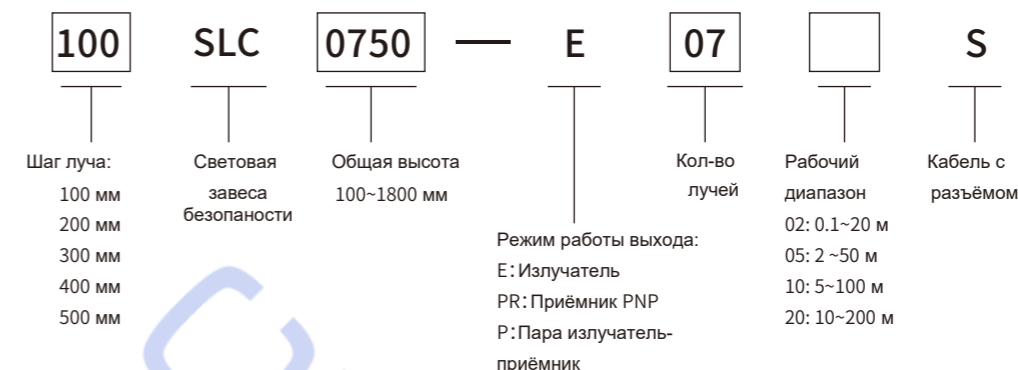 100 SLC 0750 — E 07 S
Шаг луча:
100 мм
200 мм
300 мм
400 мм
500 мм
Световая
завеса
безопаности
Общая высота
100~1800 мм
Режим работы выхода:
E:Излучатель
PR:Приёмник PNP
P:Пара излучатель-
приёмник
Кол-во
лучей
Рабочий
диапазон
02: 0.1~20 м
05: 2 ~50 м
10: 5~100 м
20: 10~200 м
Кабель с
разъёмом